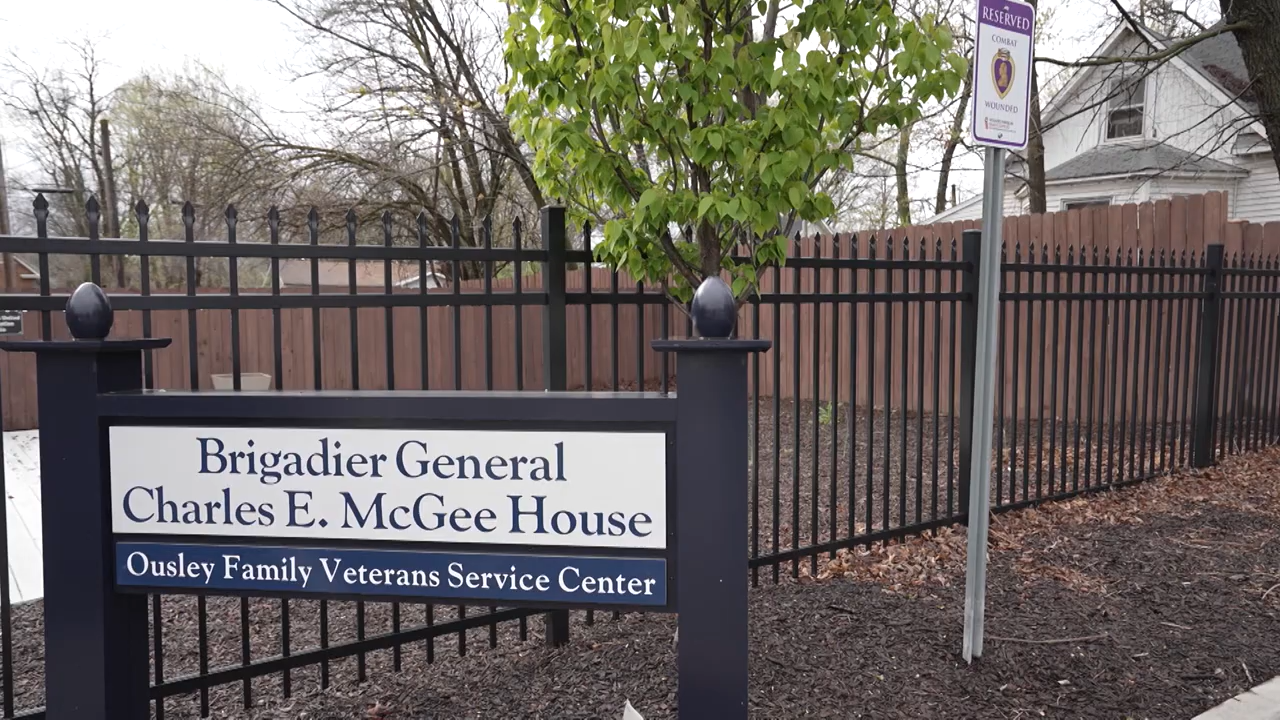 RESERVED
COMBAT
WOUNDED
Brigadier General
Charles E. McGee House
Ousley Family Veterans Service Center